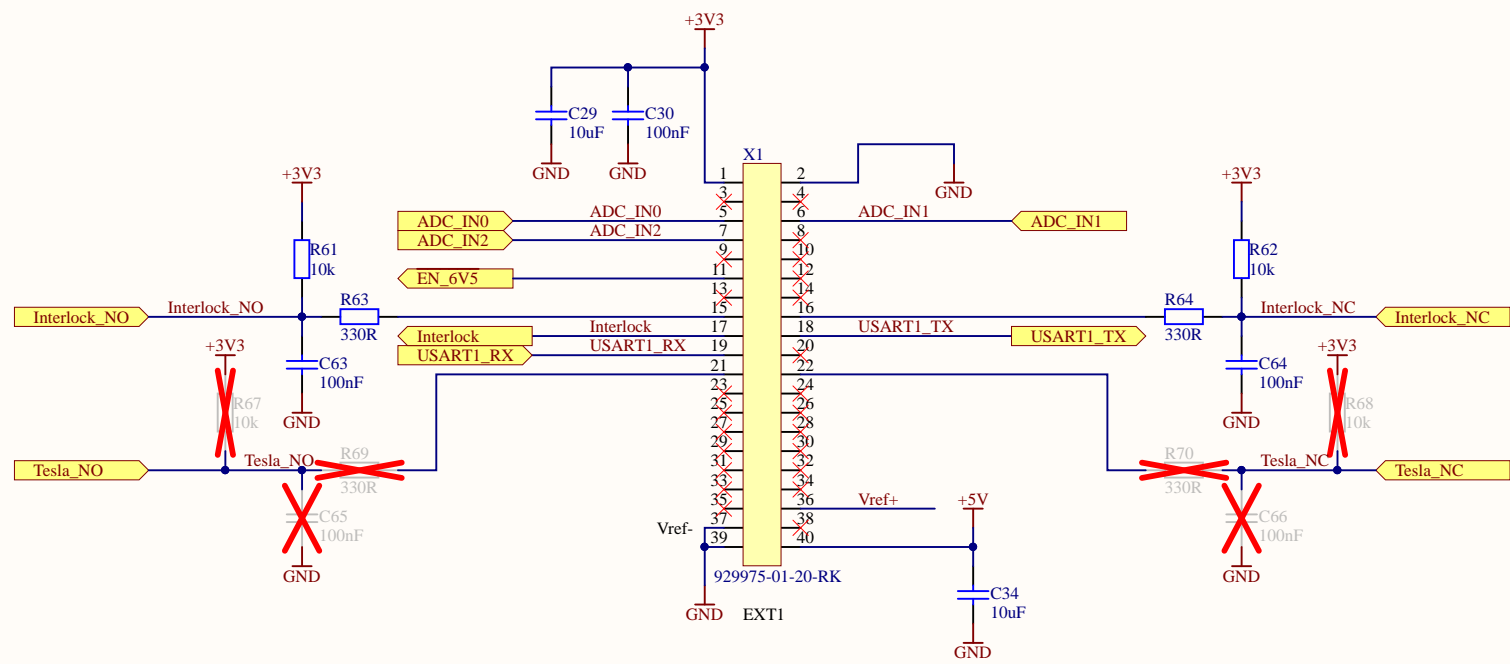 +3V3
C29
10uF
C30
100nF
GND
GND
X1
1
2
GND
3
4
ADC_IN0
ADC_IN0
5
6
ADC_IN1
ADC_IN1
ADC_IN2
ADC_IN2
7
8
9
10
EN_6V5
11
12
13
14
+3V3
R61
10k
+3V3
R62
10k
Interlock_NO
Interlock_NO
R63
330R
15
16
R64
330R
Interlock_NC
Interlock_NC
Interlock
Interlock
17
18
USART1_TX
USART1_TX
USART1_RX
USART1_RX
19
20
21
22
C63
100nF
GND
C64
100nF
GND
+3V3
R67
10k
+3V3
R68
10k
23
24
25
26
27
28
29
30
31
32
33
34
35
36
Vref+
+5V
Vref-
37
38
39
40
Tesla_NO
Tesla_NO
R69
330R
R70
330R
Tesla_NC
Tesla_NC
C65
100nF
GND
C66
100nF
GND
929975-01-20-RK
GND
EXT1
C34
10uF
GND